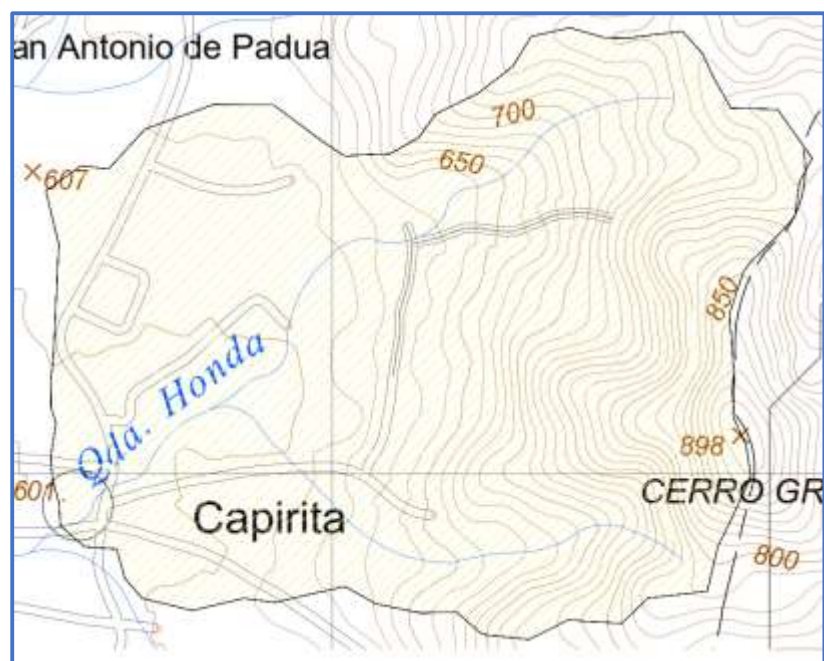 an Antonio de Padua
700
650
607
850
Qda. Honda
898
601
CERRO GR
Capirita
800